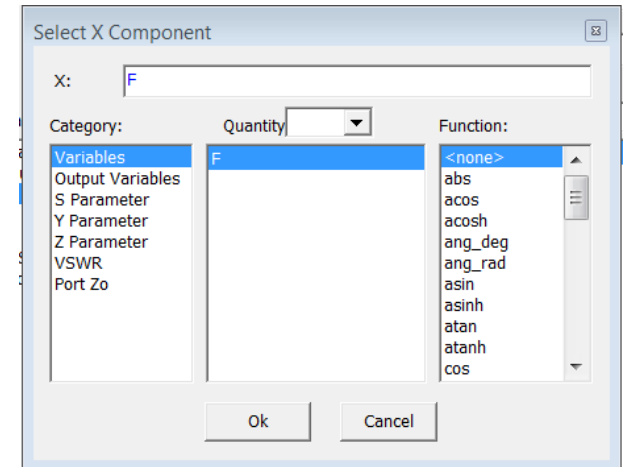 Select X Component
X: F
Category: Quantity Function:
Variables
Output Variables
S Parameter
Y Parameter
Z Parameter
VSWR
Port Zo
F
<none>
abs
acos
acosh
ang_deg
ang_rad
asin
asinh
atan
atanh
cos
Ok Cancel